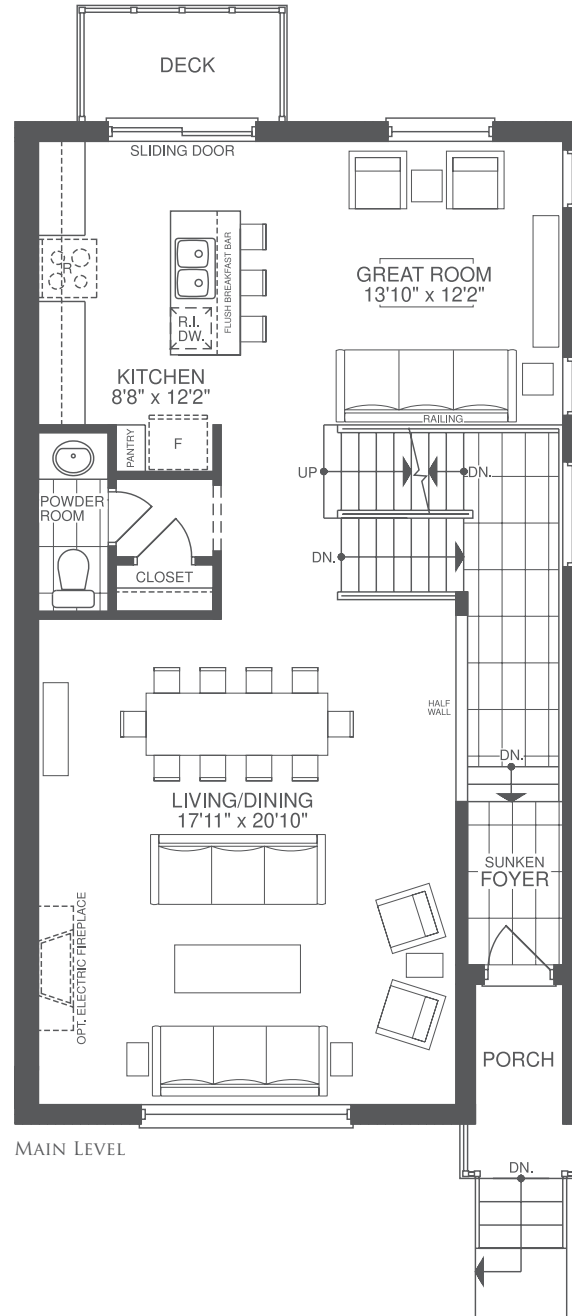 DECK
SLIDING DOOR
GREAT ROOM
13'10" x 12'2"
R
FLUSH BREAKFAST BAR
R.I.
DW.
KITCHEN
8'8" x 12'2"
RAILING
PANTRY
F
UP
DN.
POWDER
ROOM
DN.
CLOSET
HALF
WALL
DN.
LIVING/DINING
17'11" x 20'10"
SUNKEN
FOYER
OPT. ELECTRIC FIREPLACE
PORCH
MAIN LEVEL
DN.